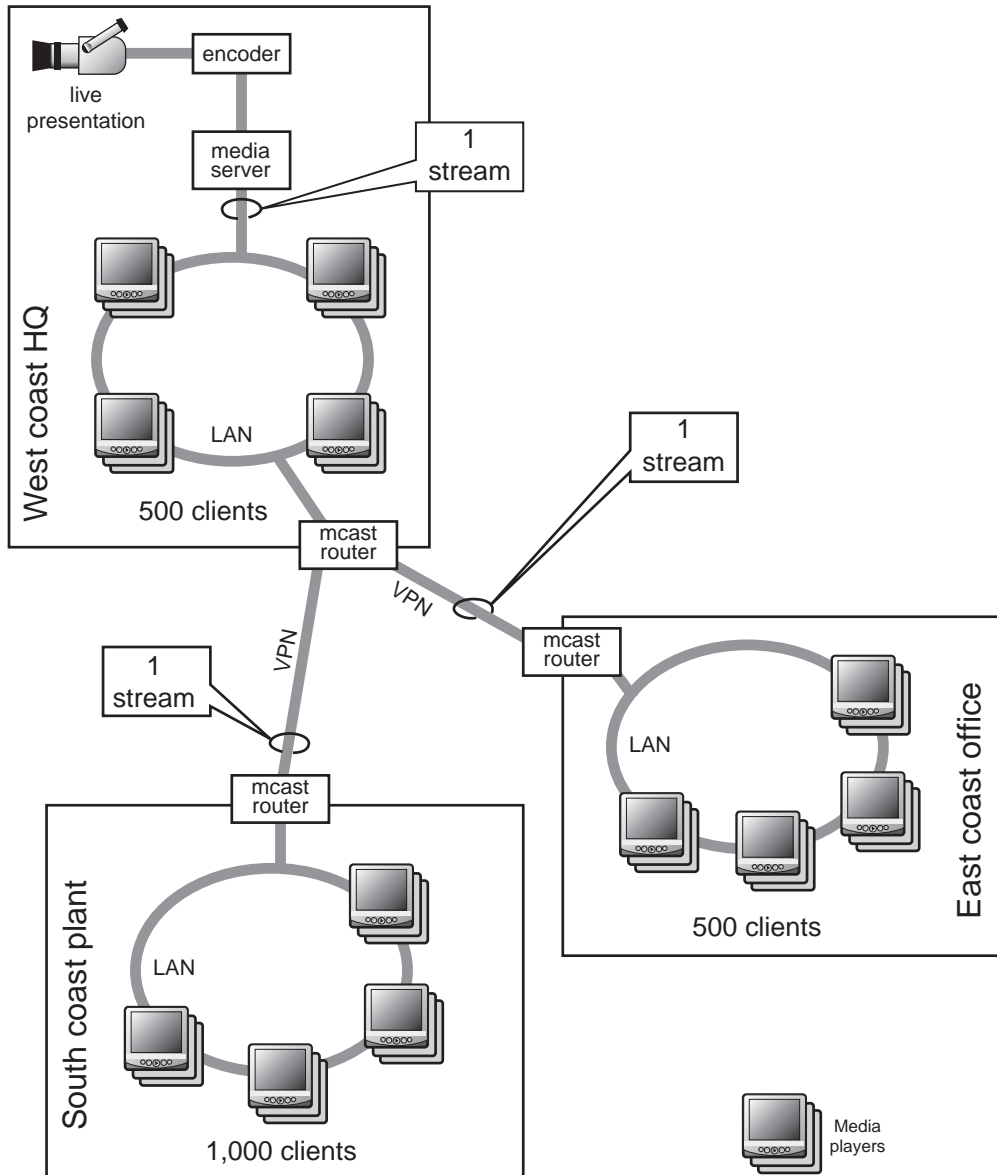 encoder
live
presentation
media
server
1
stream
West coast HQ
LAN
500 clients
mcast
router
1
stream
VPN
VPN
mcast
router
1
stream
mcast
router
LAN
East coast office
500 clients
South coast plant
LAN
1,000 clients
Media
players